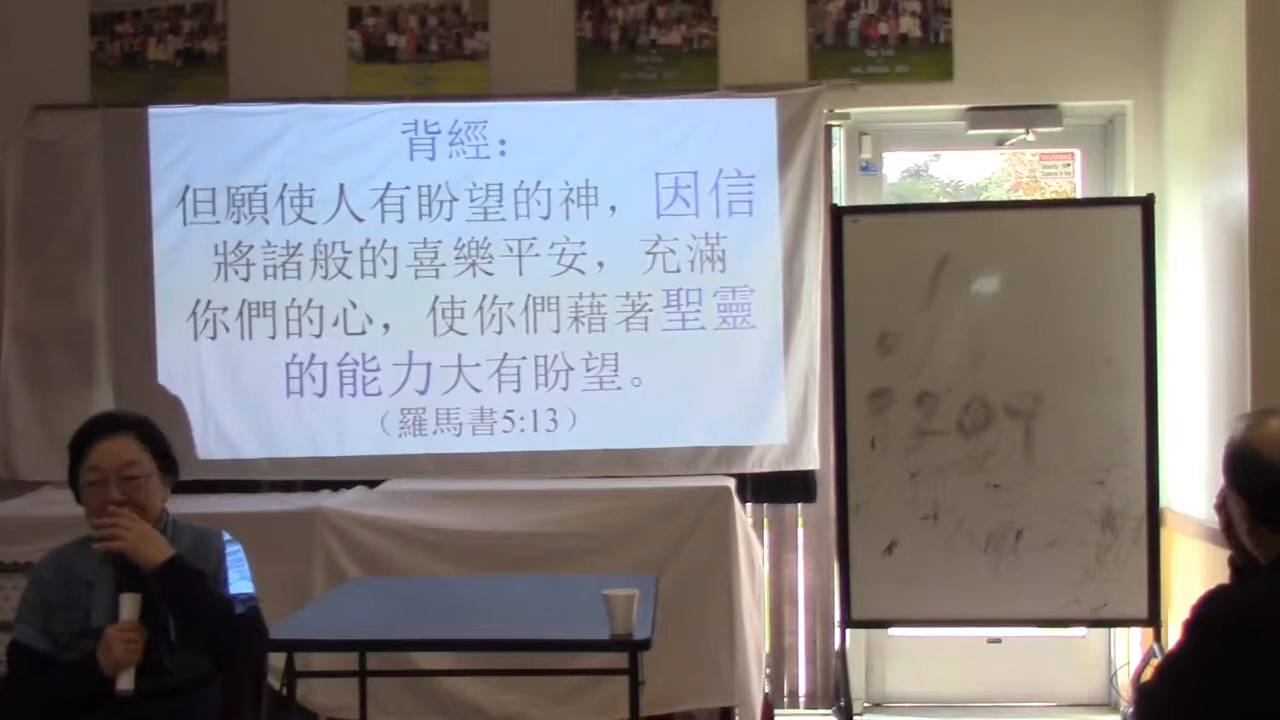 背經：
但願使人有盼望的神，因信
將諸般的喜樂平安，充滿
你們的心，使你們藉著聖靈
的能力大有盼望。
（羅馬書5:13）